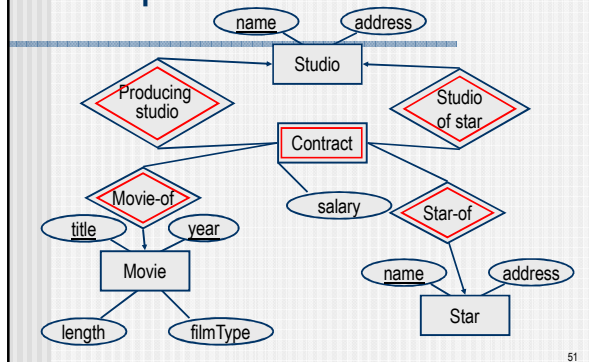 name
address
Studio
Producing
studio
Studio
of star
Contract
Movie-of
salary
Star-of
title
year
Movie
name
address
Star
length
filmType
51